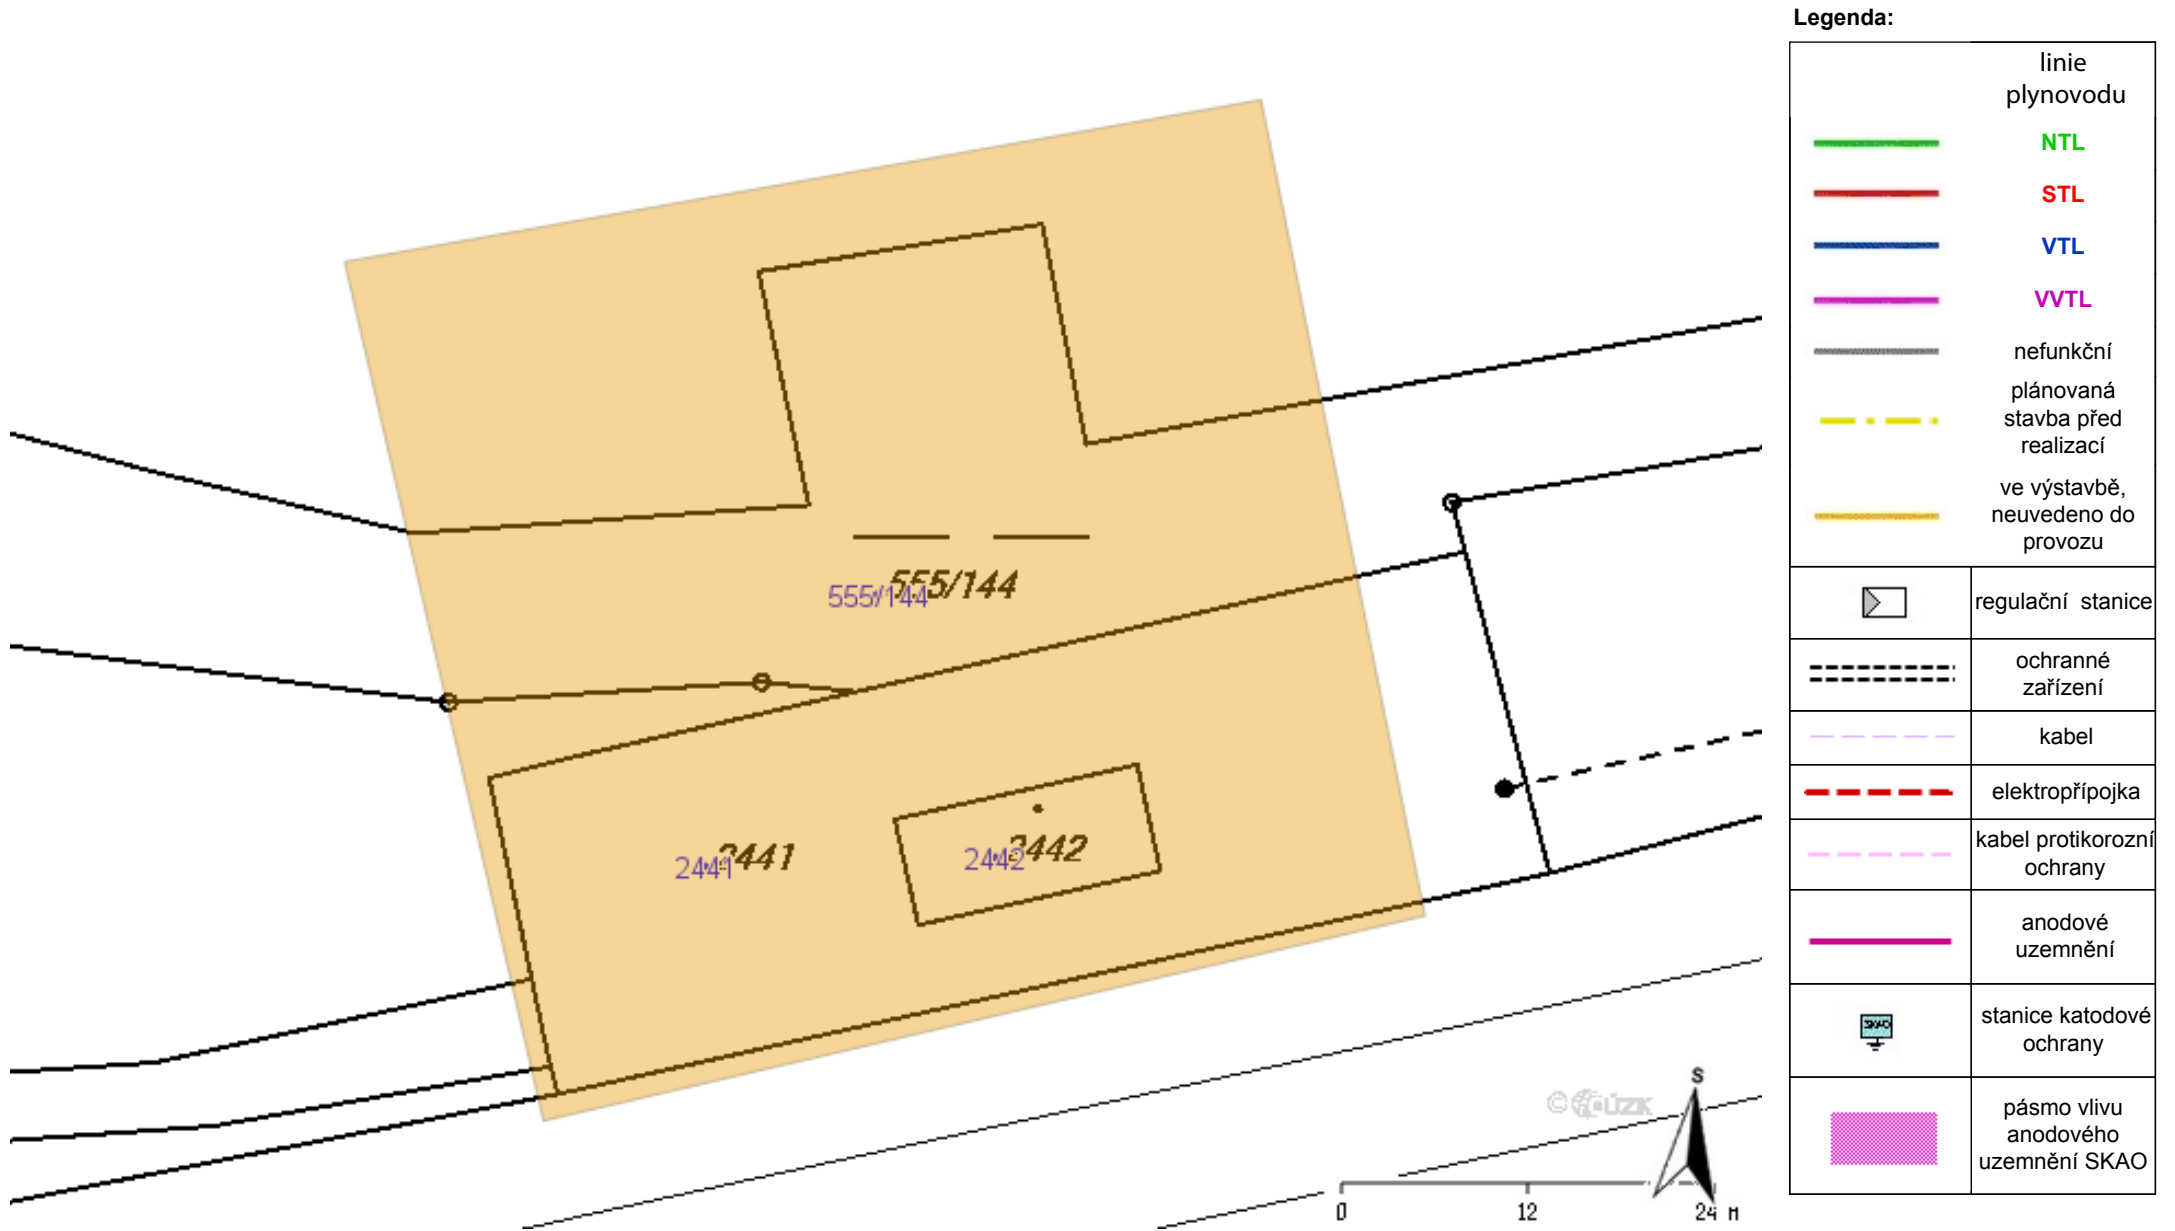 Legenda:
linie
plynovodu
NTL
STL
VTL
VVTL
nefunkční
plánovaná
stavba před
realizací
ve výstavbě,
neuvedeno do
provozu
regulační stanice
ochranné
zařízení
kabel
elektropřípojka
kabel protikorozní
ochrany
anodové
uzemnění
SKAO
stanice katodové
ochrany
pásmo vlivu
anodového
uzemnění SKAO
555/144
555/144
2441
2441
2442
2442
S
© ČÚZK
0 12 24 M